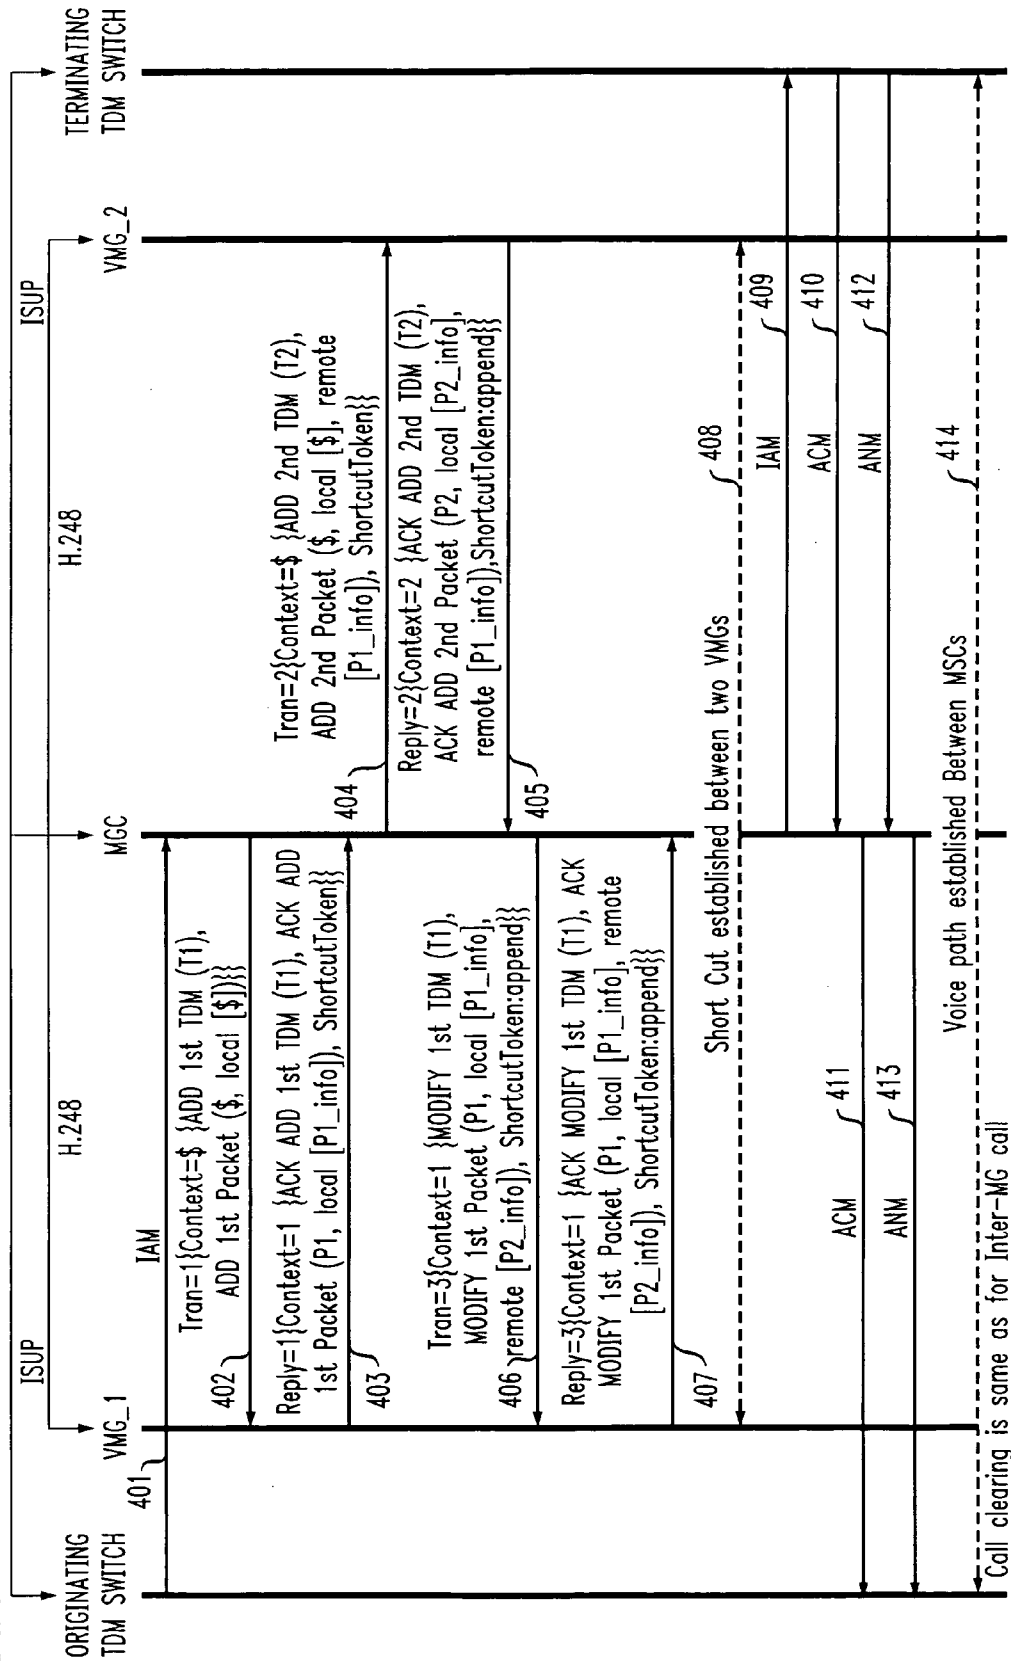 ISUP
ISUP
H.248
H.248
ORIGINATING
TDM SWITCH
VMG_1
MGC
VMG_2
TERMINATING
TDM SWITCH
401
IAM
Tran=1{Context=$ {ADD 1st TDM (T1),
ADD 1st Packet ($, local [$])}}
402
Reply=1{Context=1 {ACK ADD 1st TDM (T1), ACK ADD
1st Packet (P1, local [P1_info]), ShortcutToken}}
403
Tran=2{Context=$ {ADD 2nd TDM (T2),
ADD 2nd Packet ($, local [$], remote
[P1_info]), ShortcutToken}}
404
Reply=2{Context=2 {ACK ADD 2nd TDM (T2),
ACK ADD 2nd Packet (P2, local [P2_info],
remote [P1_info]),ShortcutToken:append}}
405
Tran=3{Context=1 {MODIFY 1st TDM (T1),
MODIFY 1st Packet (P1, local [P1_info],
406 remote [P2_info]), ShortcutToken:append}}
Reply=3{Context=1 {ACK MODIFY 1st TDM (T1), ACK
MODIFY 1st Packet (P1, local [P1_info], remote
[P2_info]), ShortcutToken:append}}
407
Short Cut established between two VMGs
408
IAM
409
ACM
410
ACM
411
ANM
412
ANM
413
Voice path established Between MSCs
414
Call clearing is same as for Inter-MG call